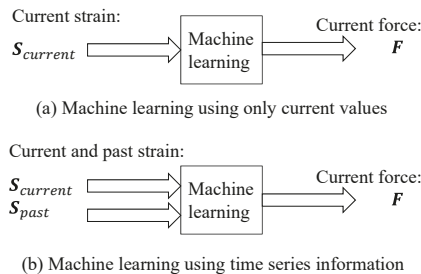 Current strain:
Current force:
S_current
Machine
learning
F
(a) Machine learning using only current values
Current and past strain:
Current force:
S_current
S_past
Machine
learning
F
(b) Machine learning using time series information